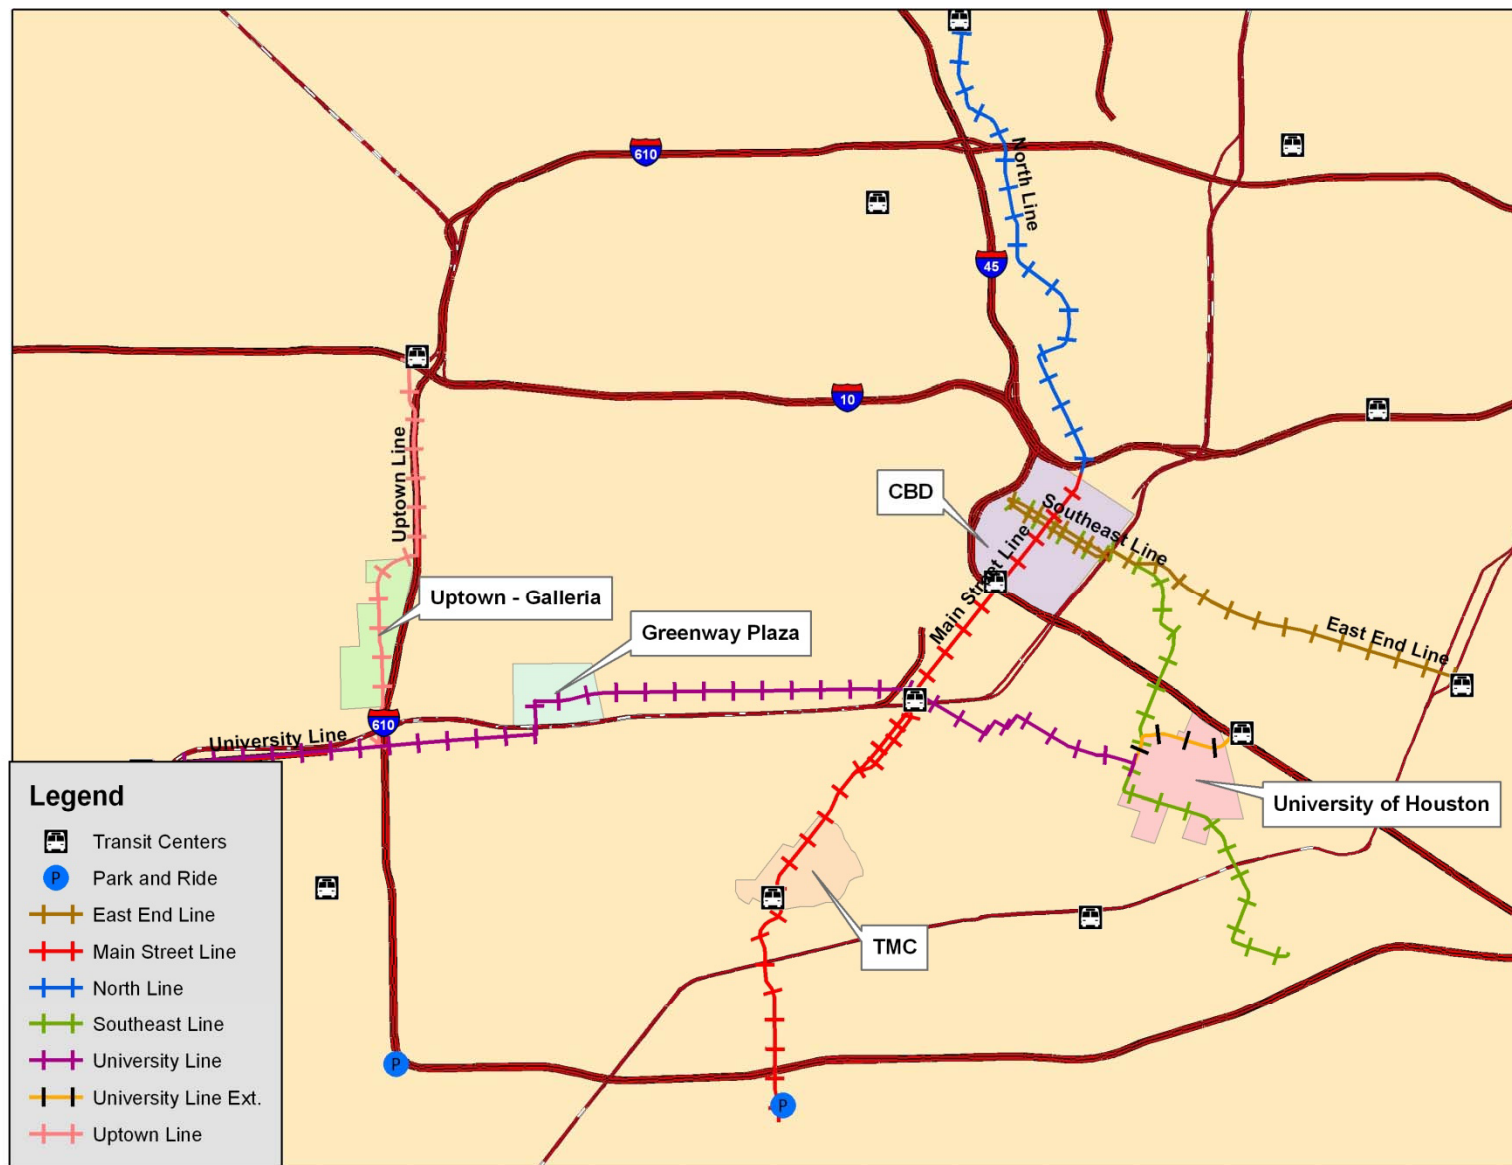 610
North Line
45
10
Uptown Line
CBD
Southeast Line
Main Street Line
Uptown - Galleria
Greenway Plaza
East End Line
610
University Line
University of Houston
TMC
P
P
Legend
Transit Centers
P Park and Ride
East End Line
Main Street Line
North Line
Southeast Line
University Line
University Line Ext.
Uptown Line